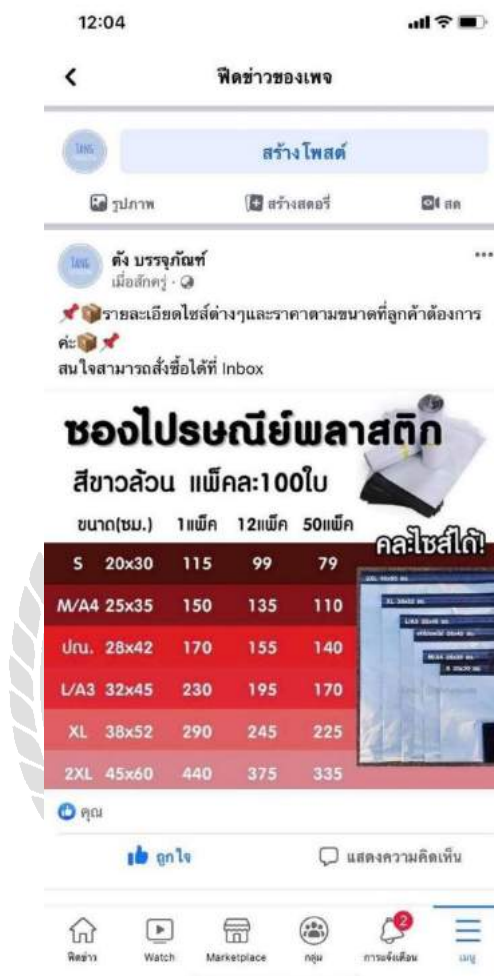 12:04
ฟีดข่าวของเพจ
TANG
สร้างโพสต์
รูปภาพ
สร้างสตอรี่
สด
TANG
ตัง บรรจุภัณฑ์
เมื่อสักครู่ ·
📌📦รายละเอียดไซส์ต่างๆและราคาตามขนาดที่ลูกค้าต้องการ
ค่ะ📦📌
สนใจสามารถสั่งซื้อได้ที่ Inbox
ซองไปรษณีย์พลาสติก
สีขาวล้วน แพ็คละ:100ใบ
ขนาด(ซม.) 1แพ็ค 12แพ็ค 50แพ็ค
คละไซส์ได้!
S 20x30 115 99 79
M/A4 25x35 150 135 110
ปณ. 28x42 170 155 140
L/A3 32x45 230 195 170
XL 38x52 290 245 225
2XL 45x60 440 375 335
คุณ
ถูกใจ
แสดงความคิดเห็น
2
ฟีดข่าว
Watch
Marketplace
กลุ่ม
การแจ้งเตือน
เมนู